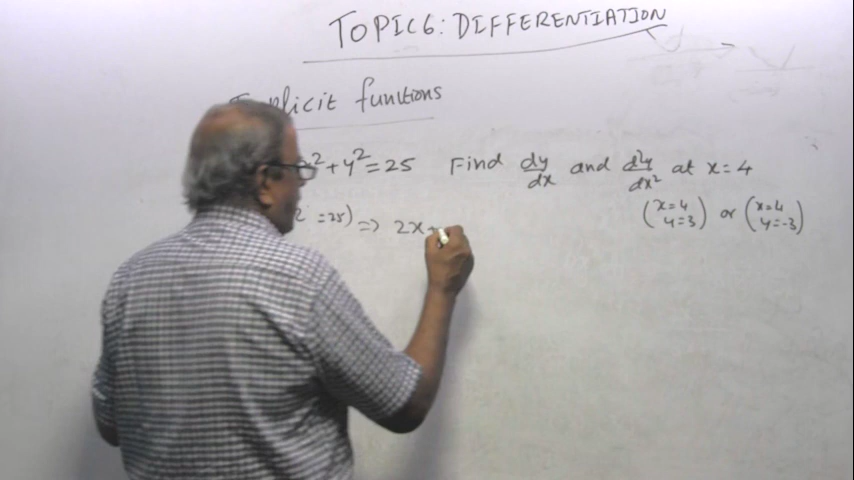 TOPIC 6: DIFFERENTIATION
plicit functions
x²+y²=25 Find dy/dx and d²y/dx² at x=4
(x=4 y=3) or (x=4 y=-3)
² =25) => 2x+